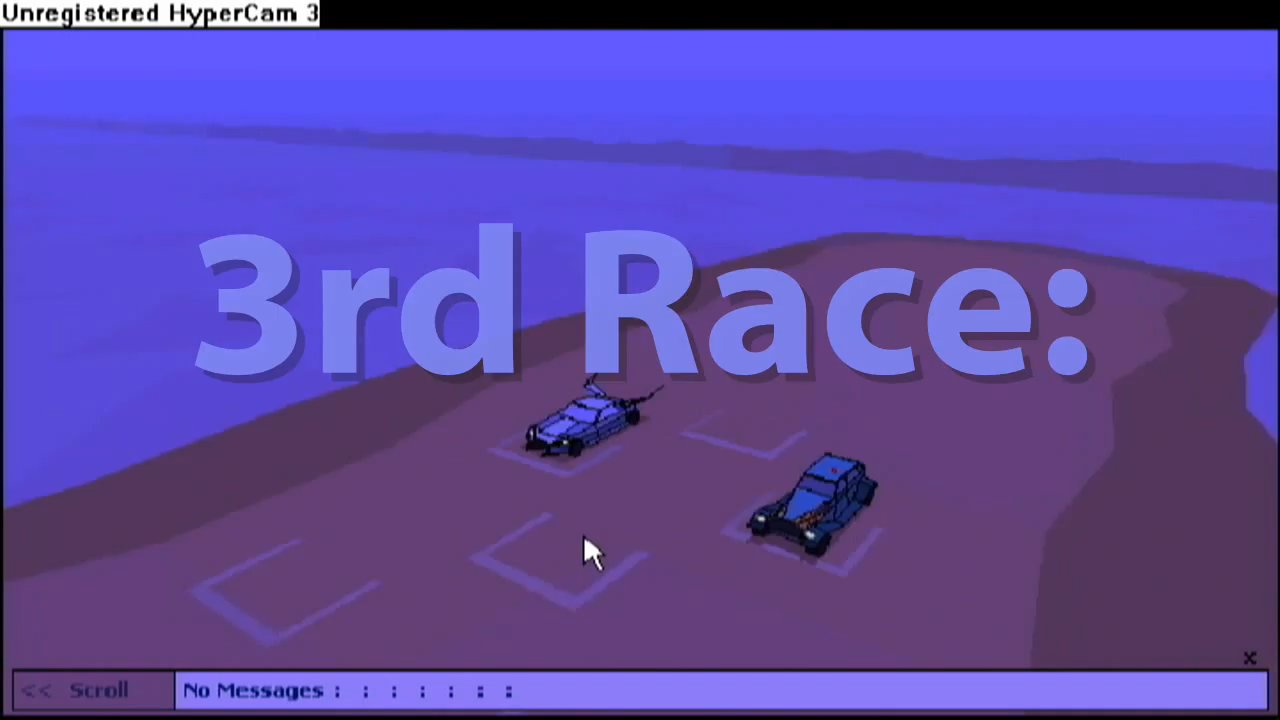 Unregistered HyperCam 3
3rd Race:
x
<< Scroll
No Messages : : : : : : :